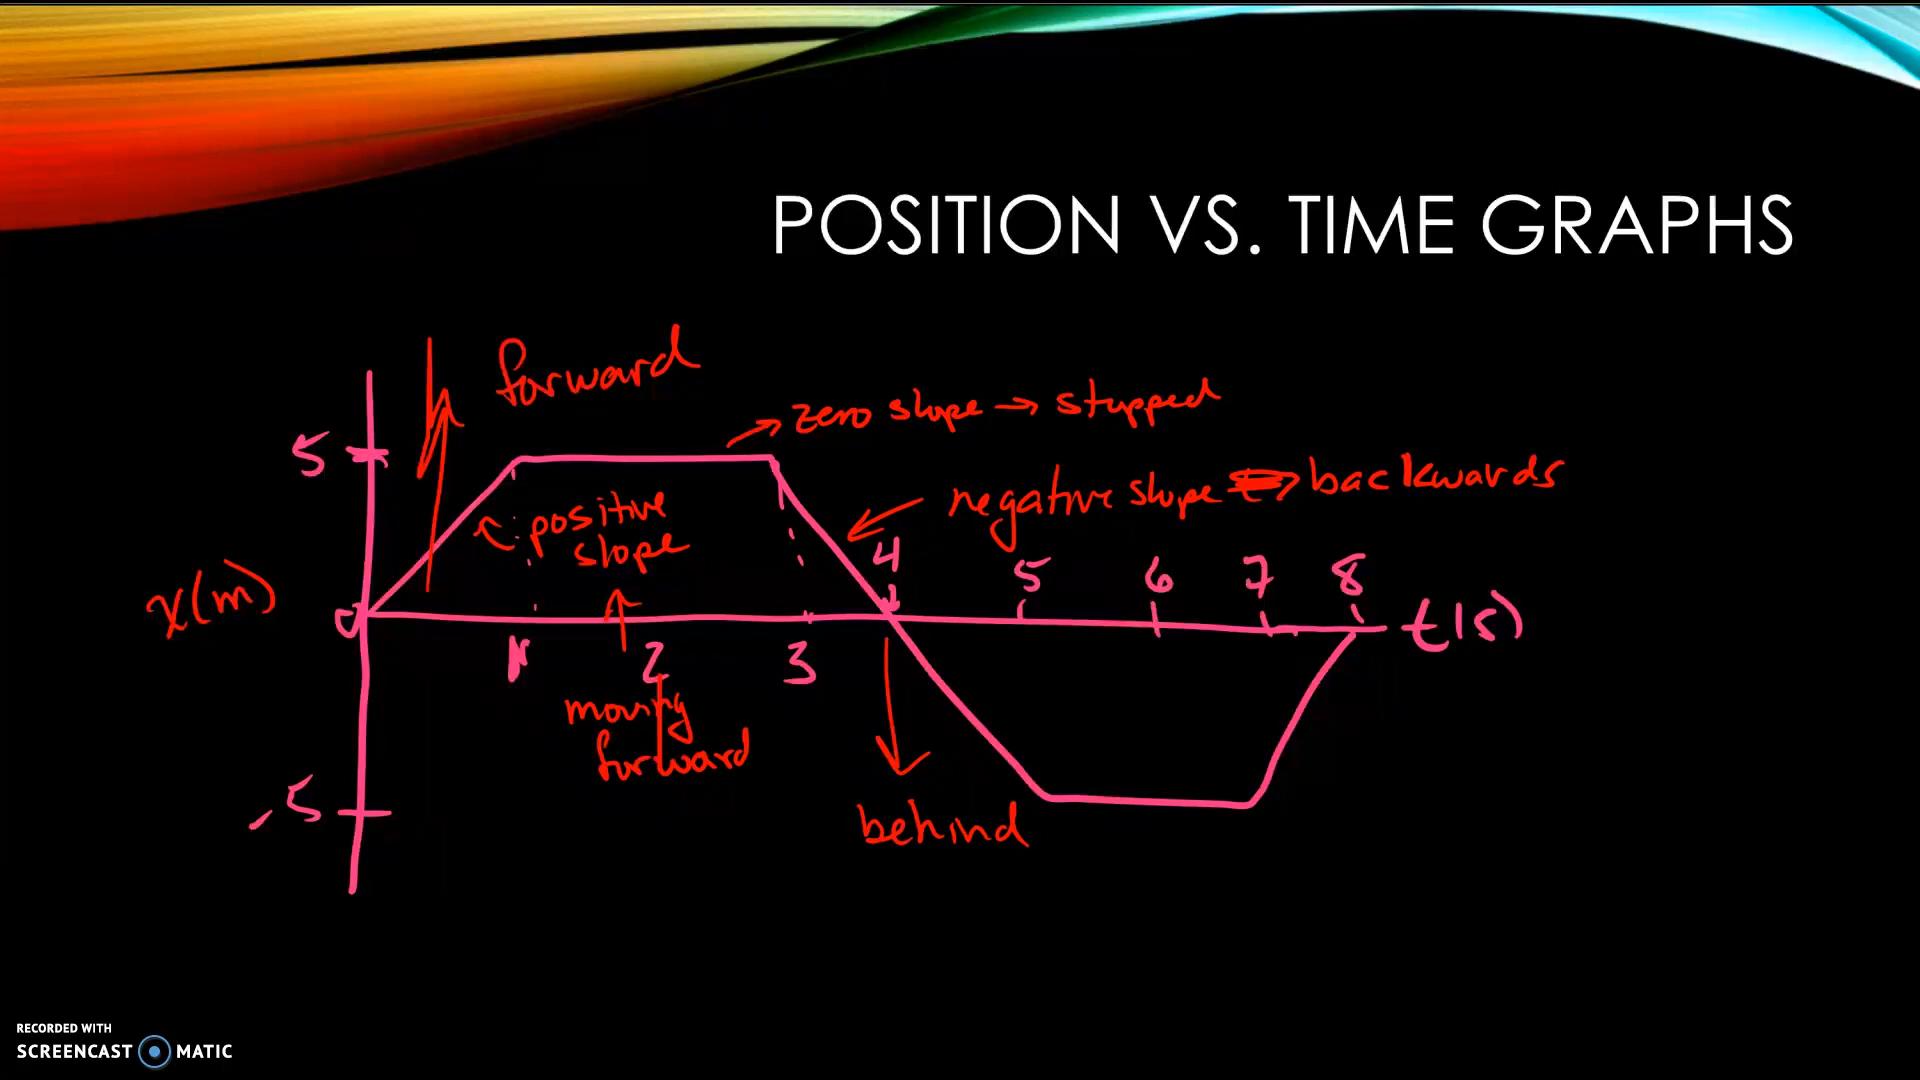 POSITION VS. TIME GRAPHS
forward
zero slope → stopped
5
negative slope → backwards
positive
slope
4
5 6 7 8
x(m)
0
t(s)
1 2 3
moving
forward
-5
behind
RECORDED WITH
SCREENCAST MATIC